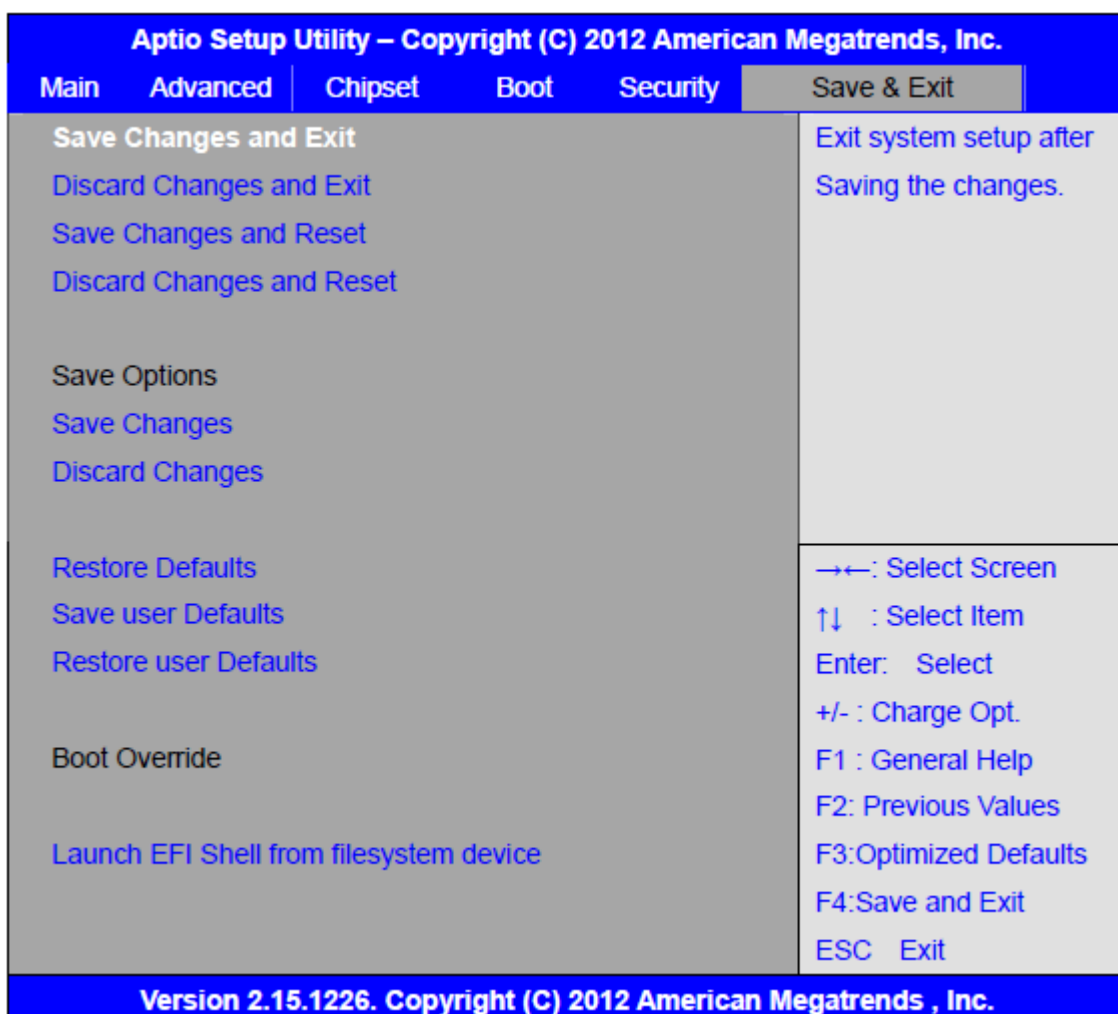 Aptio Setup Utility – Copyright (C) 2012 American Megatrends, Inc.
Main Advanced Chipset Boot Security Save & Exit
Save Changes and Exit
Discard Changes and Exit
Save Changes and Reset
Discard Changes and Reset
Save Options
Save Changes
Discard Changes
Restore Defaults
Save user Defaults
Restore user Defaults
Boot Override
Launch EFI Shell from filesystem device
Exit system setup after
Saving the changes.
→←: Select Screen
↑↓ : Select Item
Enter: Select
+/- : Charge Opt.
F1 : General Help
F2: Previous Values
F3:Optimized Defaults
F4:Save and Exit
ESC Exit
Version 2.15.1226. Copyright (C) 2012 American Megatrends , Inc.